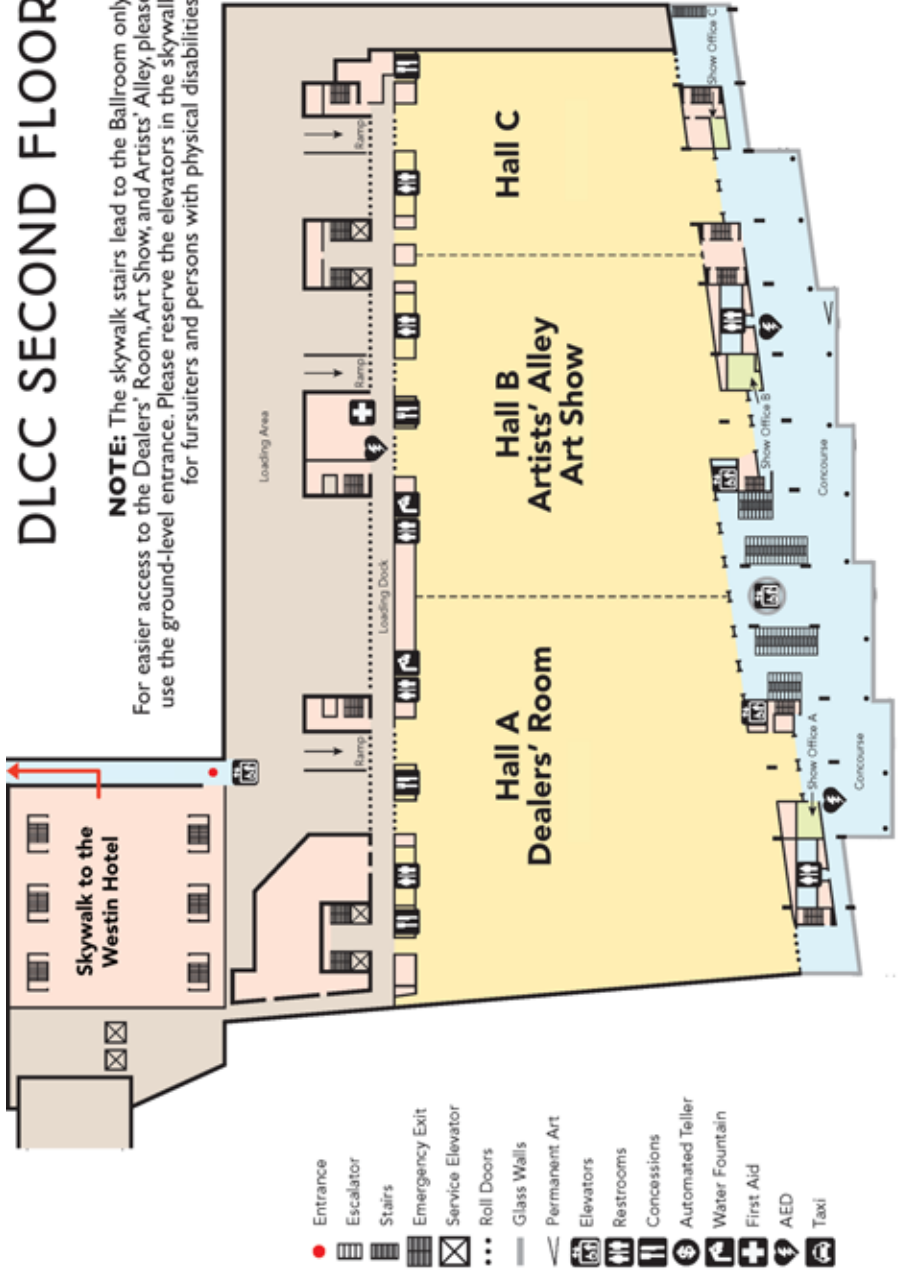 DLCC SECOND FLOOR
NOTE: The skywalk stairs lead to the Ballroom only
For easier access to the Dealers' Room, Art Show, and Artists' Alley, please
use the ground-level entrance. Please reserve the elevators in the skywall
for fursuiters and persons with physical disabilities
Skywalk to the
Westin Hotel
Loading Area
Ramp
Ramp
Ramp
Loading Dock
Hall A
Dealers' Room
Hall B
Artists' Alley
Art Show
Hall C
Show Office A
Show Office B
Show Office C
Concourse
Concourse
Entrance
Escalator
Stairs
Emergency Exit
Service Elevator
Roll Doors
Glass Walls
Permanent Art
Elevators
Restrooms
Concessions
$ Automated Teller
Water Fountain
First Aid
AED
Taxi